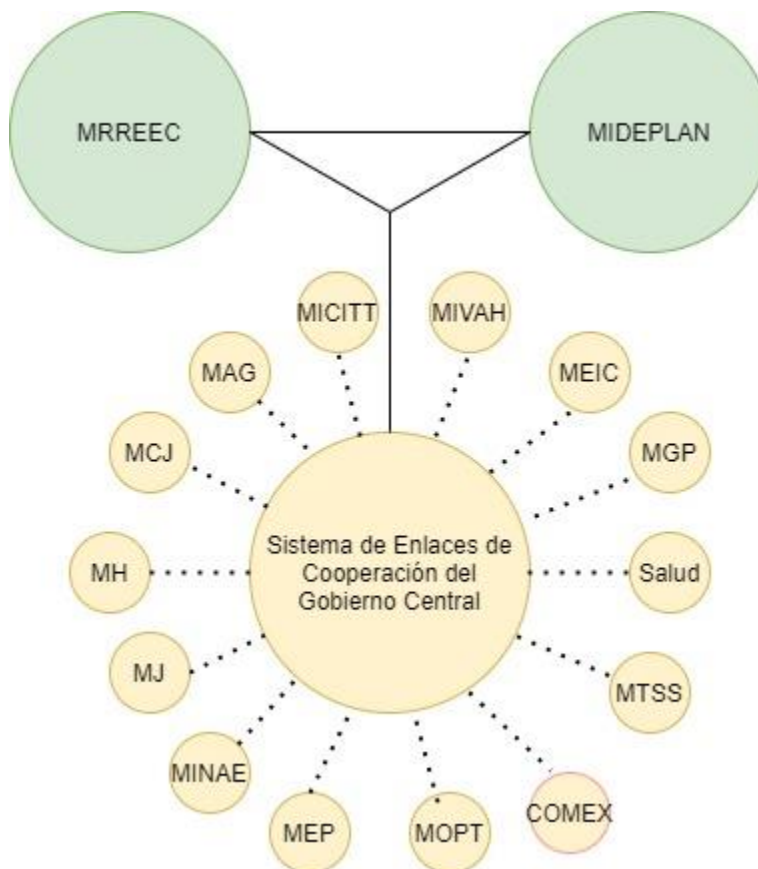 MRREEC
MIDEPLAN
MICITT
MIVAH
MAG
MEIC
MCJ
MGP
Sistema de Enlaces de
Cooperación del
Gobierno Central
MH
Salud
MJ
MTSS
MINAE
COMEX
MEP
MOPT